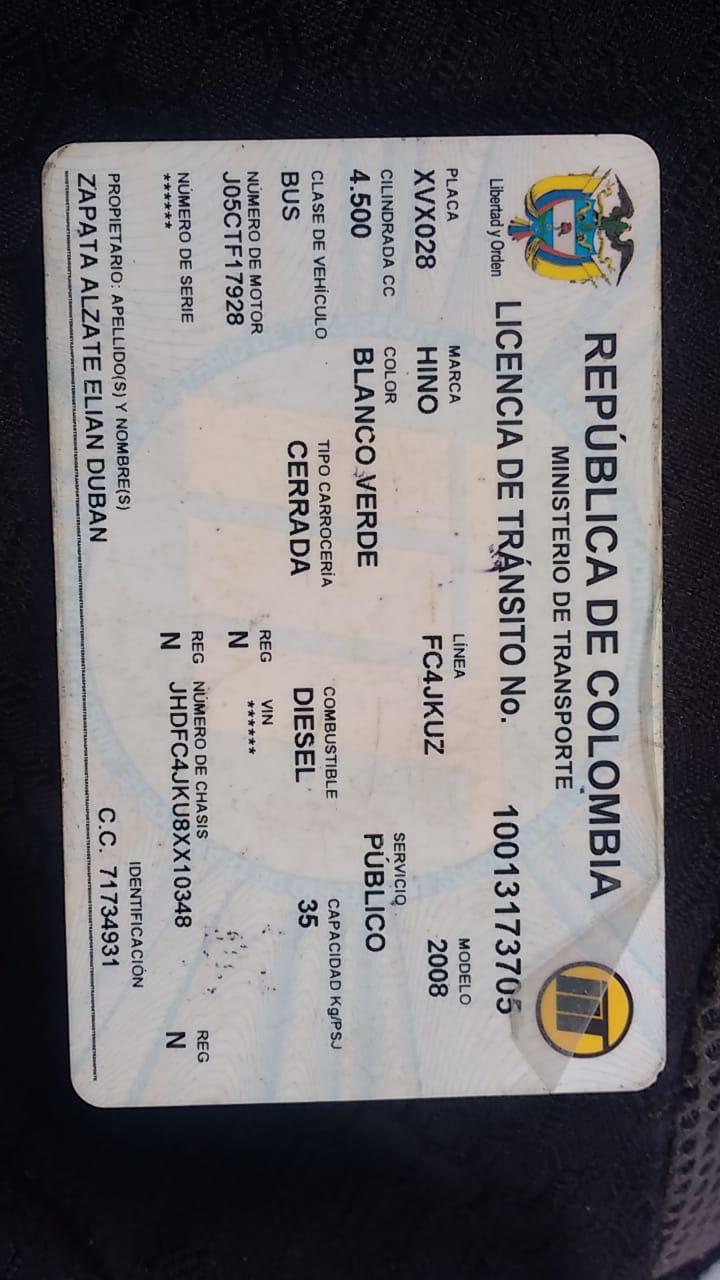 REPÚBLICA DE COLOMBIA
MINISTERIO DE TRANSPORTE
Libertad y Orden
LICENCIA DE TRÁNSITO No. 10013173705
PLACA MARCA LÍNEA MODELO
XVX028 HINO FC4JKUZ 2008
CILINDRADA CC COLOR SERVICIO
4.500 BLANCO VERDE PÚBLICO
CLASE DE VEHÍCULO TIPO CARROCERÍA COMBUSTIBLE CAPACIDAD Kg/PSJ
BUS CERRADA DIESEL 35
NÚMERO DE MOTOR REG VIN
J05CTF17928 N ******
NÚMERO DE SERIE REG NÚMERO DE CHASIS REG
****** N JHDFC4JKU8XX10348 N
PROPIETARIO: APELLIDO(S) Y NOMBRE(S) IDENTIFICACIÓN
ZAPATA ALZATE ELIAN DUBAN C.C. 71734931